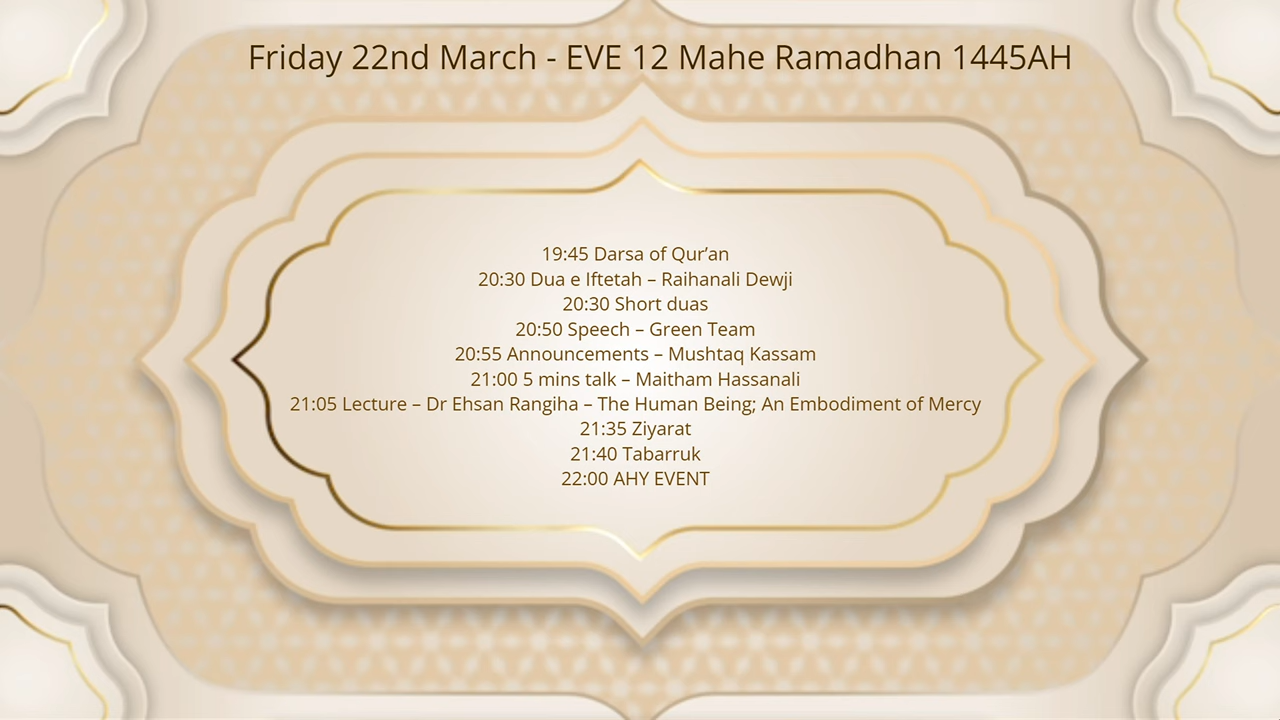 Friday 22nd March - EVE 12 Mahe Ramadhan 1445AH
19:45 Darsa of Qur’an
20:30 Dua e Iftetah – Raihanali Dewji
20:30 Short duas
20:50 Speech – Green Team
20:55 Announcements – Mushtaq Kassam
21:00 5 mins talk – Maitham Hassanali
21:05 Lecture – Dr Ehsan Rangiha – The Human Being; An Embodiment of Mercy
21:35 Ziyarat
21:40 Tabarruk
22:00 AHY EVENT